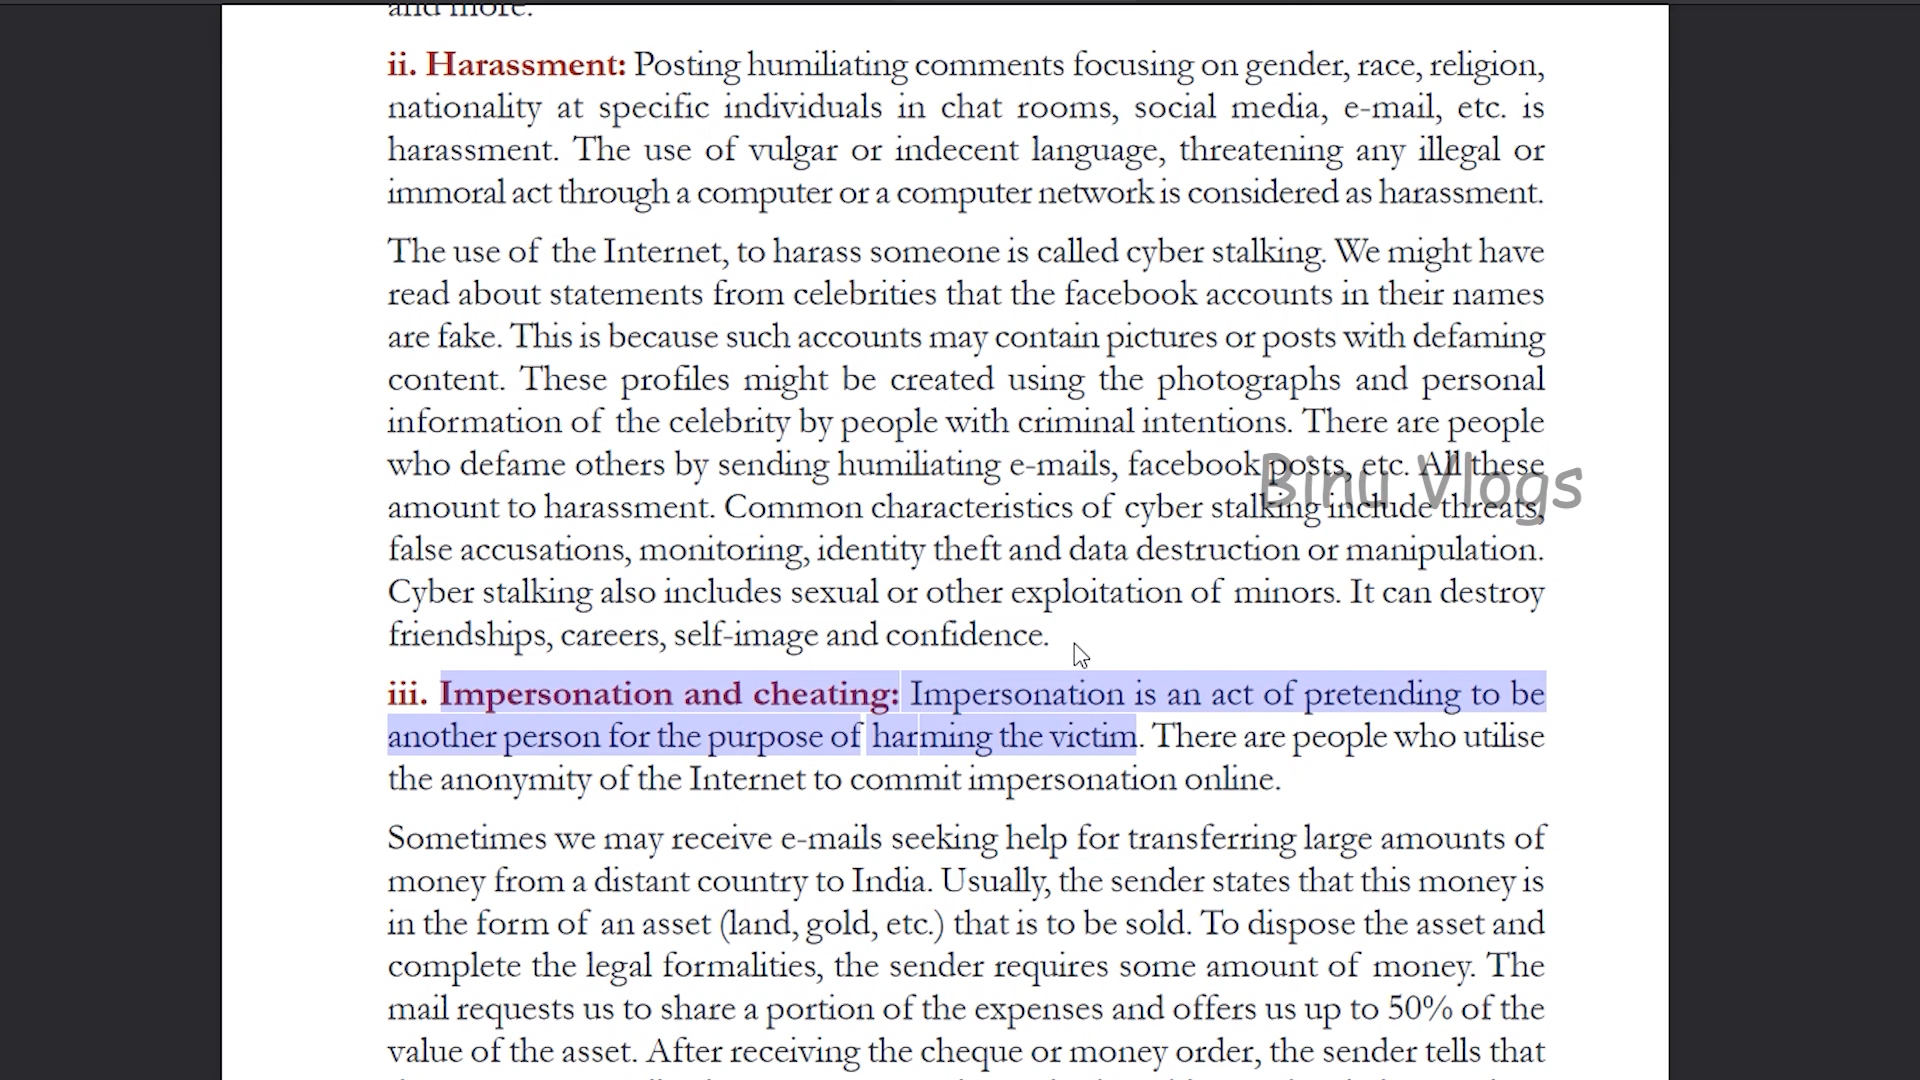 and more.
ii. Harassment: Posting humiliating comments focusing on gender, race, religion,
nationality at specific individuals in chat rooms, social media, e-mail, etc. is
harassment. The use of vulgar or indecent language, threatening any illegal or
immoral act through a computer or a computer network is considered as harassment.
The use of the Internet, to harass someone is called cyber stalking. We might have
read about statements from celebrities that the facebook accounts in their names
are fake. This is because such accounts may contain pictures or posts with defaming
content. These profiles might be created using the photographs and personal
information of the celebrity by people with criminal intentions. There are people
who defame others by sending humiliating e-mails, facebook posts, etc. All these
Binu Vlogs
amount to harassment. Common characteristics of cyber stalking include threats,
false accusations, monitoring, identity theft and data destruction or manipulation.
Cyber stalking also includes sexual or other exploitation of minors. It can destroy
friendships, careers, self-image and confidence.
iii. Impersonation and cheating: Impersonation is an act of pretending to be
another person for the purpose of harming the victim. There are people who utilise
the anonymity of the Internet to commit impersonation online.
Sometimes we may receive e-mails seeking help for transferring large amounts of
money from a distant country to India. Usually, the sender states that this money is
in the form of an asset (land, gold, etc.) that is to be sold. To dispose the asset and
complete the legal formalities, the sender requires some amount of money. The
mail requests us to share a portion of the expenses and offers us up to 50% of the
value of the asset. After receiving the cheque or money order, the sender tells that